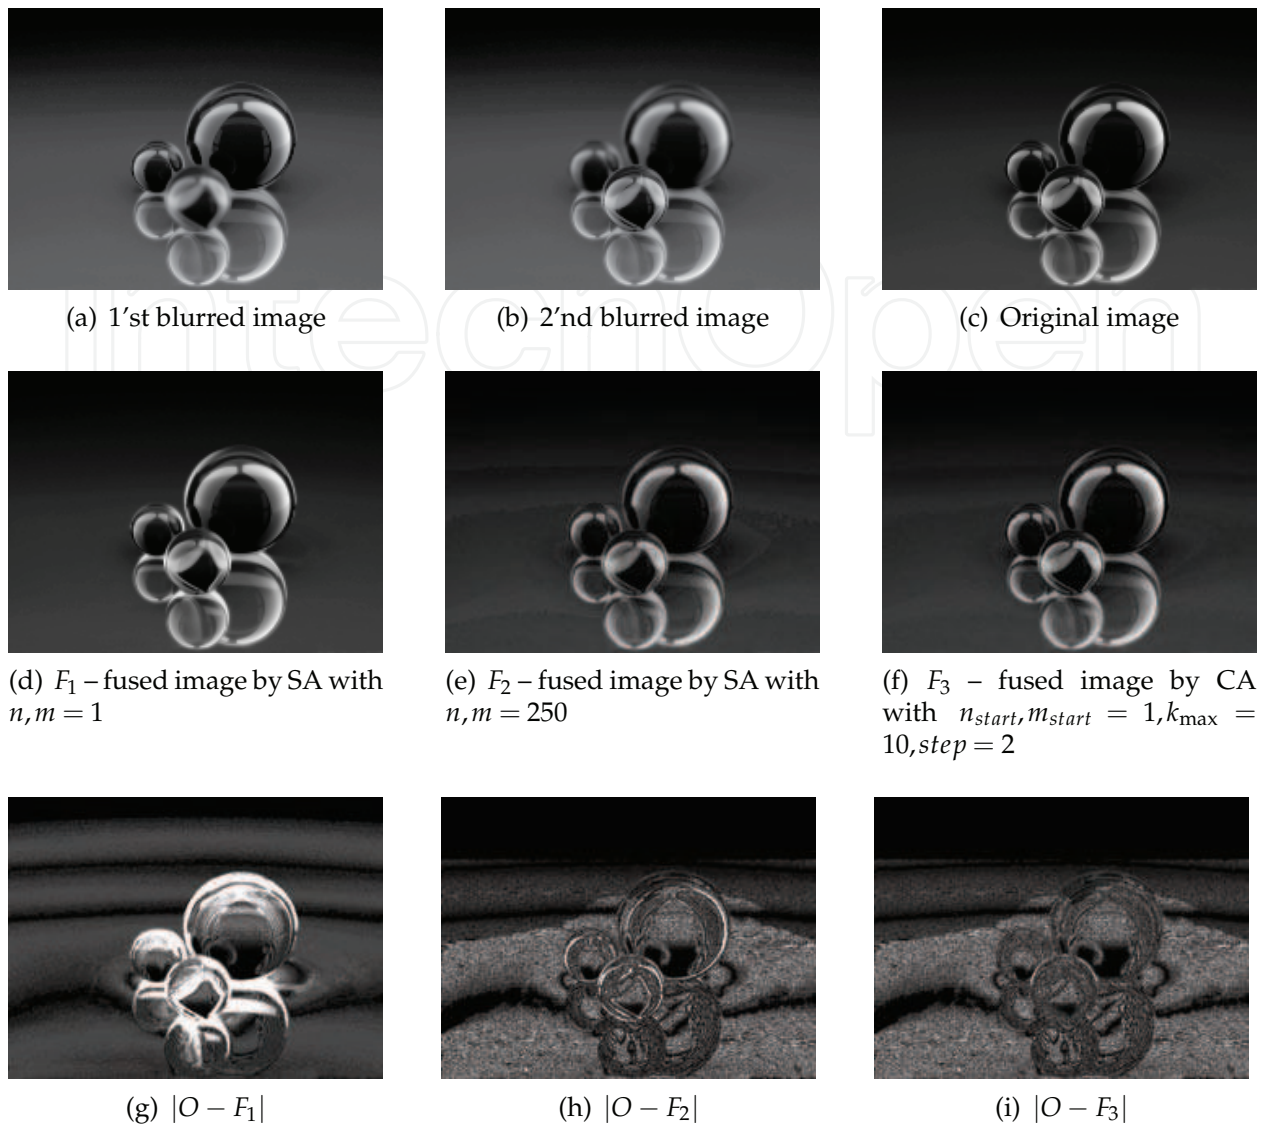 (a) 1'st blurred image
(b) 2'nd blurred image
(c) Original image
intechopen
(d) F₁ – fused image by SA with
n, m = 1
(e) F₂ – fused image by SA with
n, m = 250
(f) F₃ – fused image by CA
with n_start, m_start = 1, k_max =
10, step = 2
(g) |O − F₁|
(h) |O − F₂|
(i) |O − F₃|